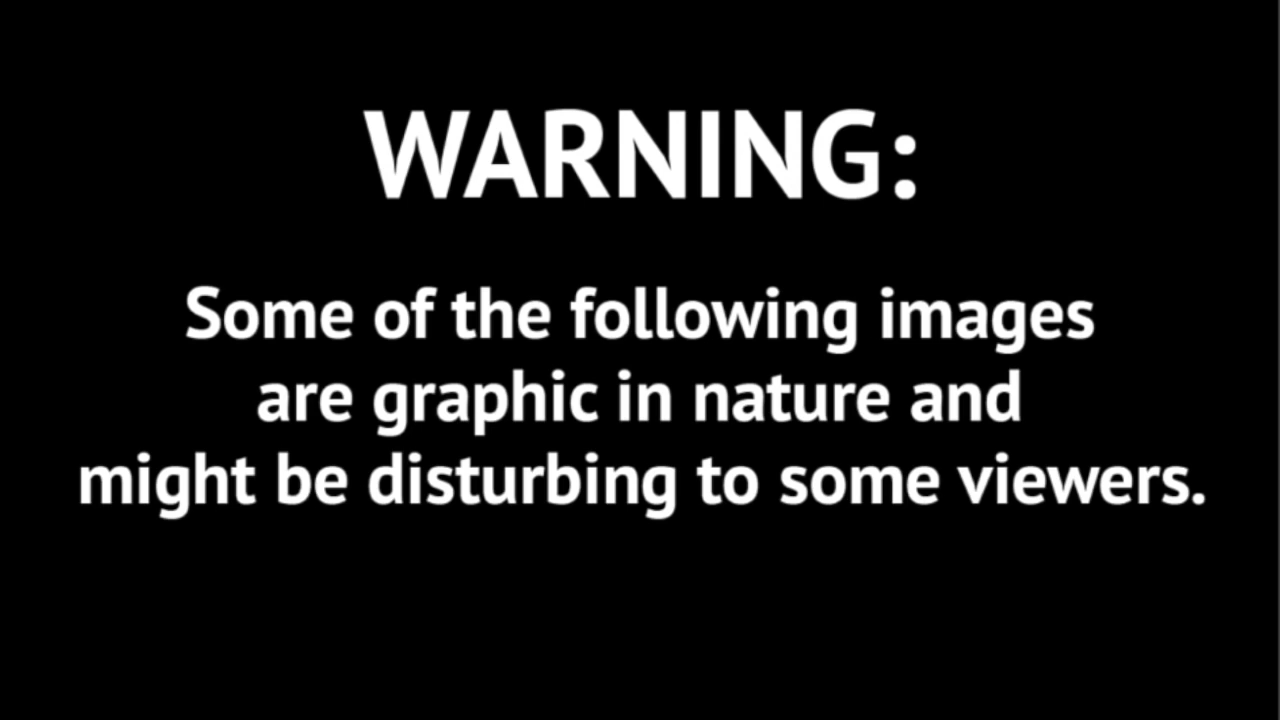 WARNING:
Some of the following images
are graphic in nature and
might be disturbing to some viewers.